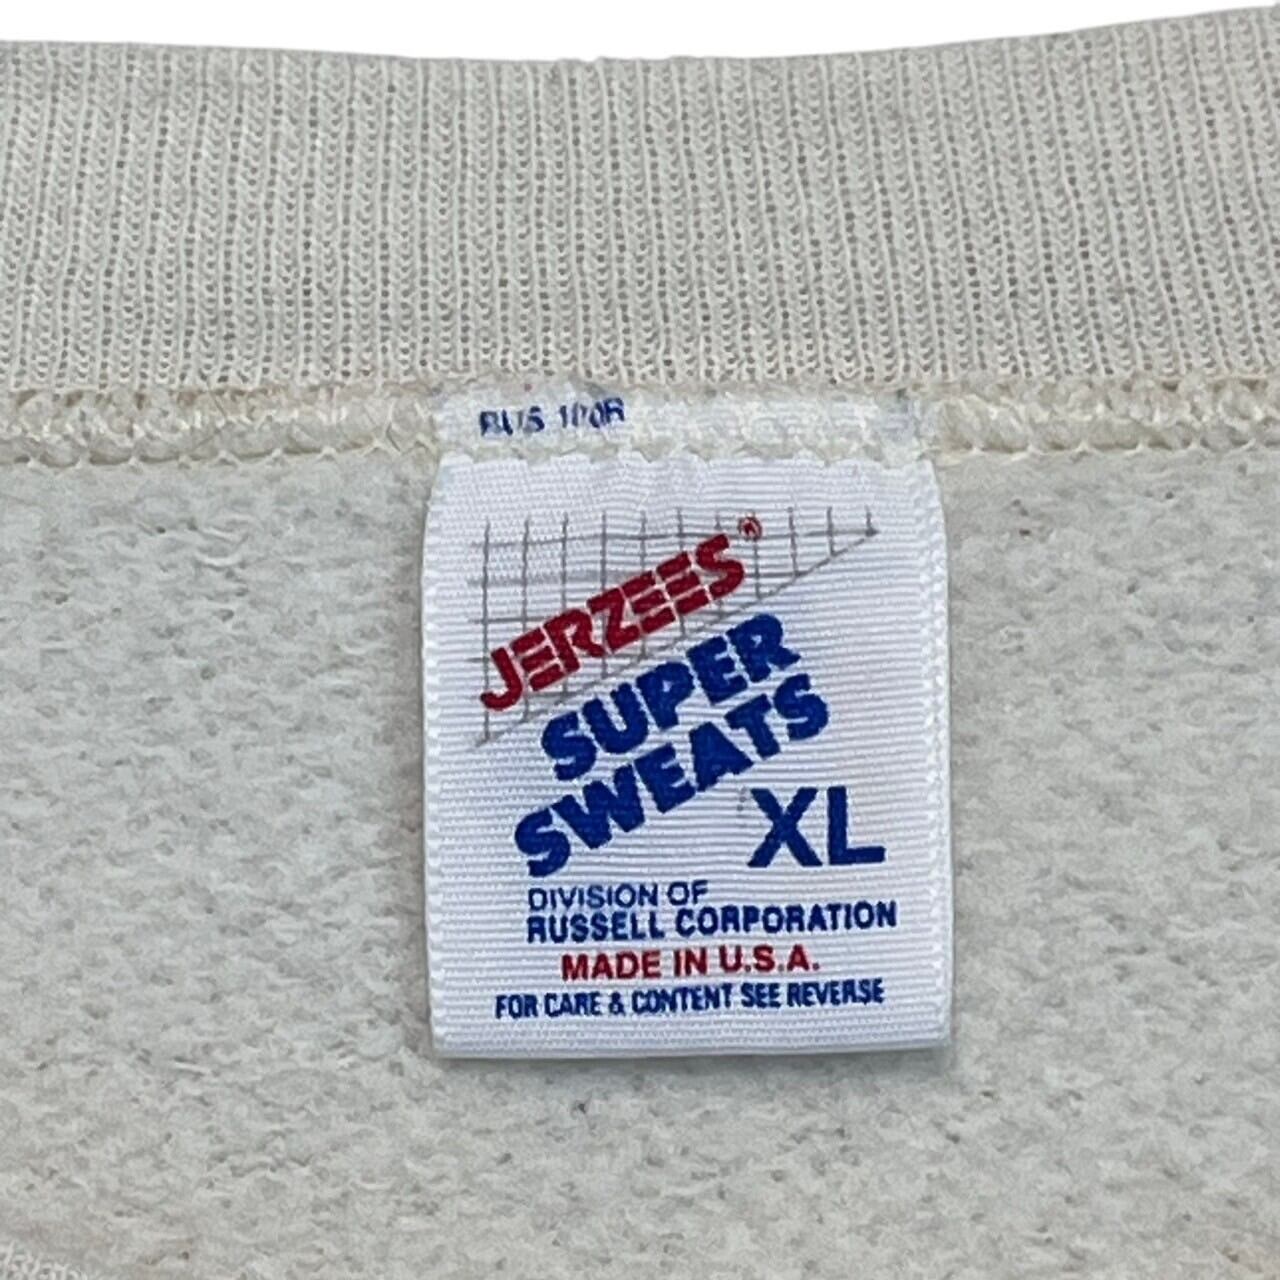 JERZEES®
SUPER
SWEATS
XL
DIVISION OF
RUSSELL CORPORATION
MADE IN U.S.A.
FOR CARE & CONTENT SEE REVERSE